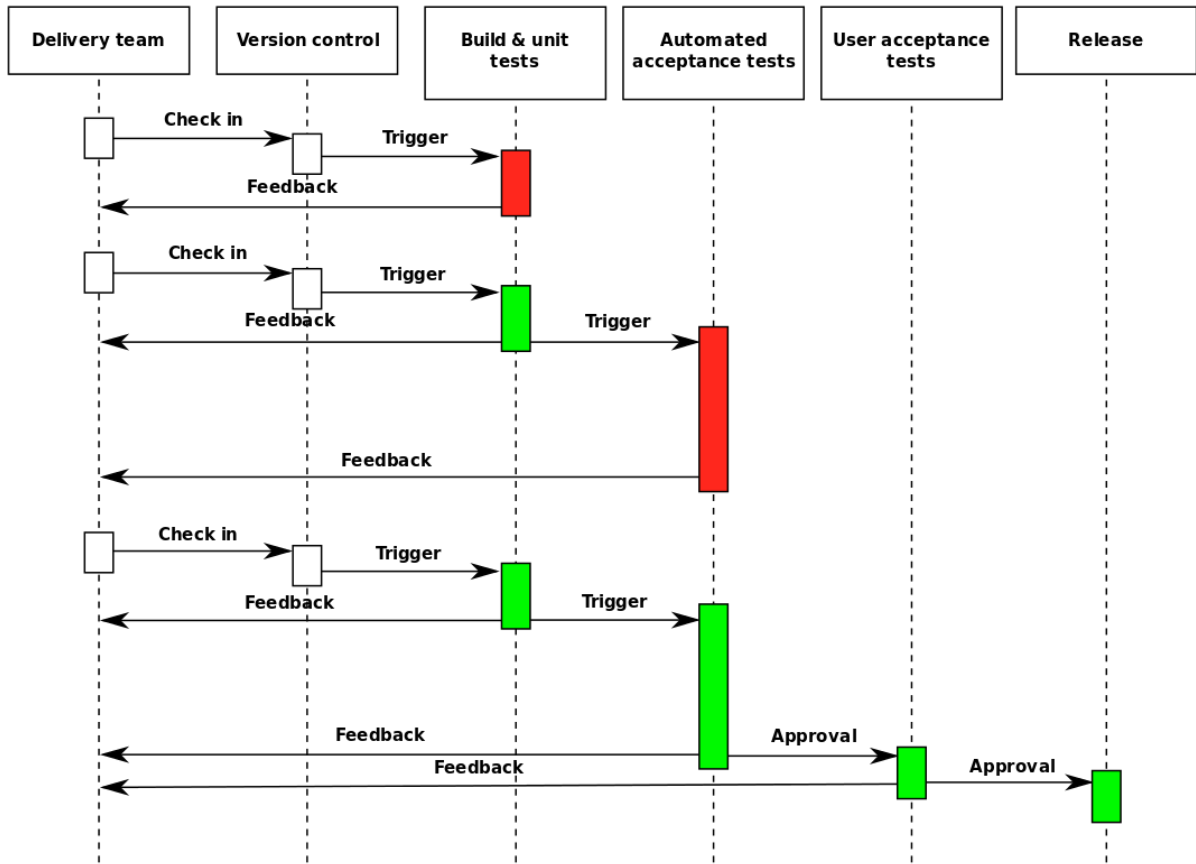 Delivery team
Version control
Build & unit
tests
Automated
acceptance tests
User acceptance
tests
Release
Check in
Trigger
Feedback
Check in
Trigger
Feedback
Trigger
Feedback
Check in
Trigger
Feedback
Trigger
Feedback
Approval
Feedback
Approval